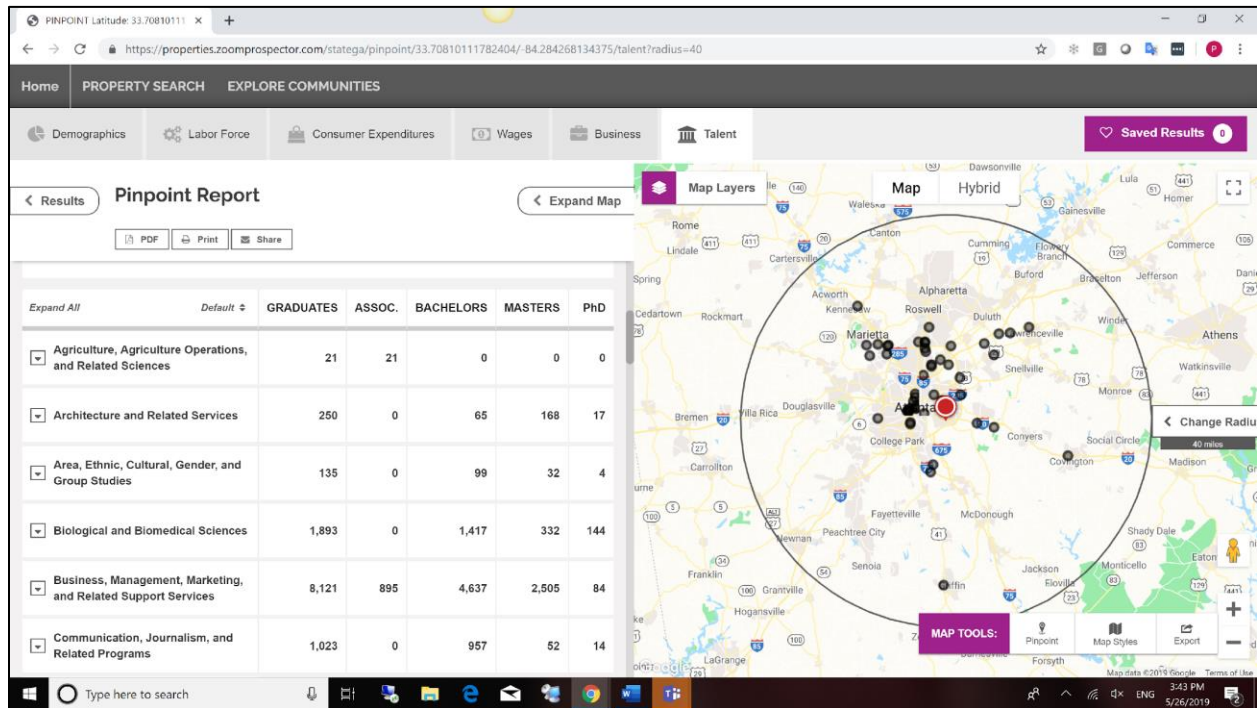 PINPOINT Latitude: 33.70810111
https://properties.zoomprospector.com/statega/pinpoint/33.70810111782404/-84.284268134375/talent?radius=40
Home PROPERTY SEARCH EXPLORE COMMUNITIES
Demographics Labor Force Consumer Expenditures Wages Business Talent Saved Results 0
Results Pinpoint Report Expand Map
PDF Print Share
Expand All Default GRADUATES ASSOC. BACHELORS MASTERS PhD
Agriculture, Agriculture Operations,
and Related Sciences 21 21 0 0 0
Architecture and Related Services 250 0 65 168 17
Area, Ethnic, Cultural, Gender, and
Group Studies 135 0 99 32 4
Biological and Biomedical Sciences 1,893 0 1,417 332 144
Business, Management, Marketing,
and Related Support Services 8,121 895 4,637 2,505 84
Communication, Journalism, and
Related Programs 1,023 0 957 52 14
Map Layers Map Hybrid
Dawsonville
Lula
Homer
Waleska
Gainesville
Rome
Canton
Lindale
Cumming
Flowery
Branch
Commerce
Cartersville
Buford
Braselton
Jefferson
Spring
Acworth
Alpharetta
Kennesaw
Roswell
Duluth
Cedartown
Rockmart
Winder
Marietta
Lawrenceville
Athens
Snellville
Watkinsville
Monroe
Douglasville
Atlanta
Bremen
Villa Rica
Change Radiu
40 miles
College Park
Conyers
Social Circle
Carrollton
Covington
Madison
Fayetteville
McDonough
Newnan
Peachtree City
Shady Dale
Eaton
Franklin
Senoia
Jackson
Monticello
Grantville
Griffin
Flovilla
Hogansville
MAP TOOLS: Pinpoint Map Styles Export
LaGrange
Forsyth
Map data ©2019 Google Terms of Use
Type here to search
ENG
3:43 PM
5/26/2019
2